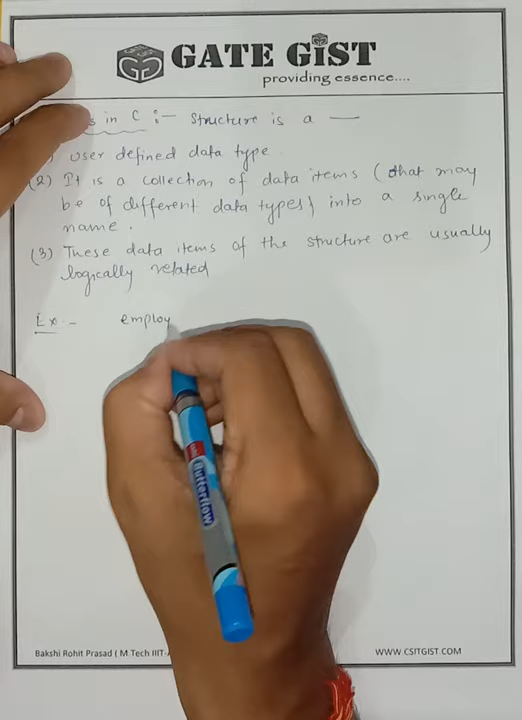 GATE GIST
providing essence....
in C :- Structure is a —
User defined data type.
(2) It is a collection of data items (that may
be of different data types) into a single
name.
(3) These data items of the structure are usually
logically related
Ex - employ
Butterflow
Bakshi Rohit Prasad ( M.Tech IIIT-
WWW.CSITGIST.COM